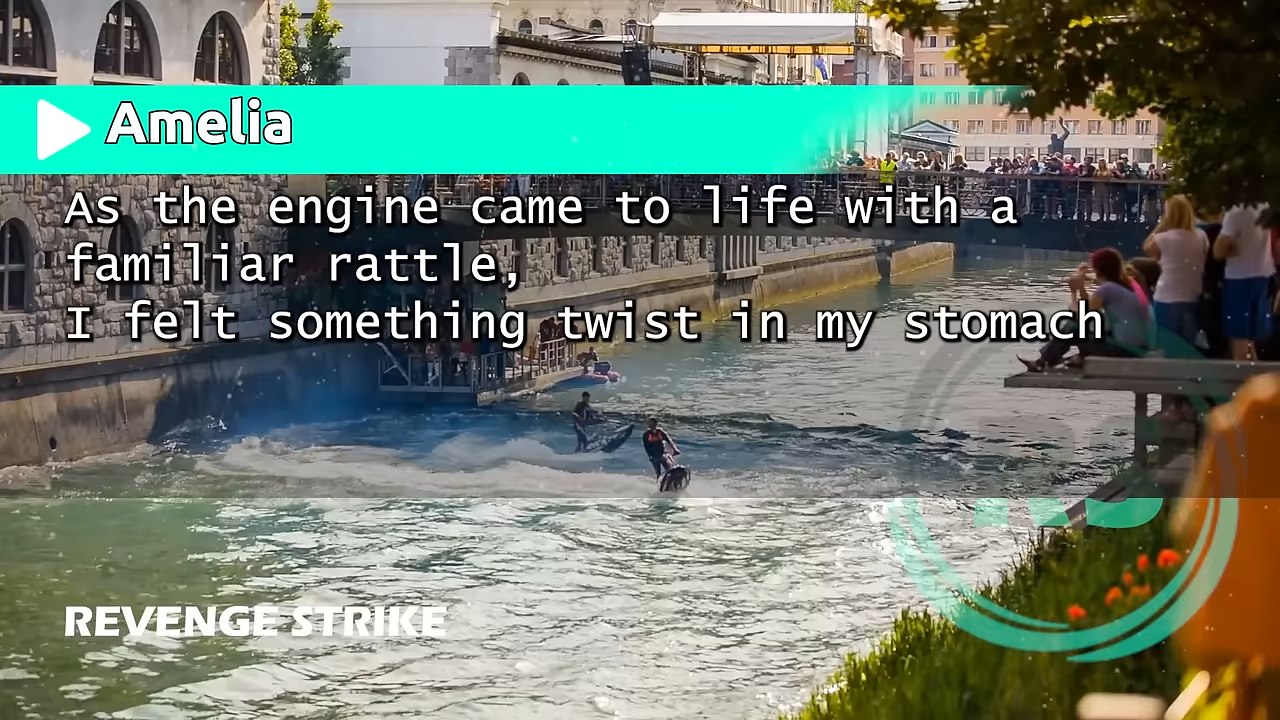 Amelia
As the engine came to life with a
familiar rattle,
I felt something twist in my stomach
REVENGE STRIKE